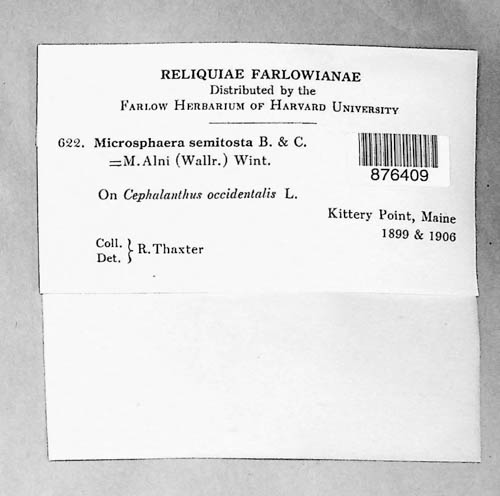 RELIQUIAE FARLOWIANAE
Distributed by the
FARLOW HERBARIUM OF HARVARD UNIVERSITY
622. Microsphaera semitosta B. & C.
=M. Alni (Wallr.) Wint.
876409
On Cephalanthus occidentalis L.
Kittery Point, Maine
1899 & 1906
Coll.
Det. } R. Thaxter